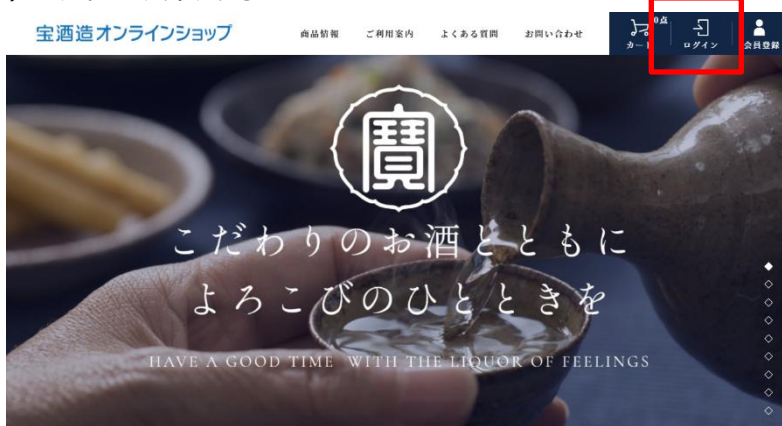 宝酒造オンラインショップ
商品情報
ご利用案内
よくある質問
お問い合わせ
0点
カート
ログイン
会員登録
寶
こだわりのお酒とともに
よろこびのひとときを
HAVE A GOOD TIME WITH THE LIQUOR OF FEELINGS